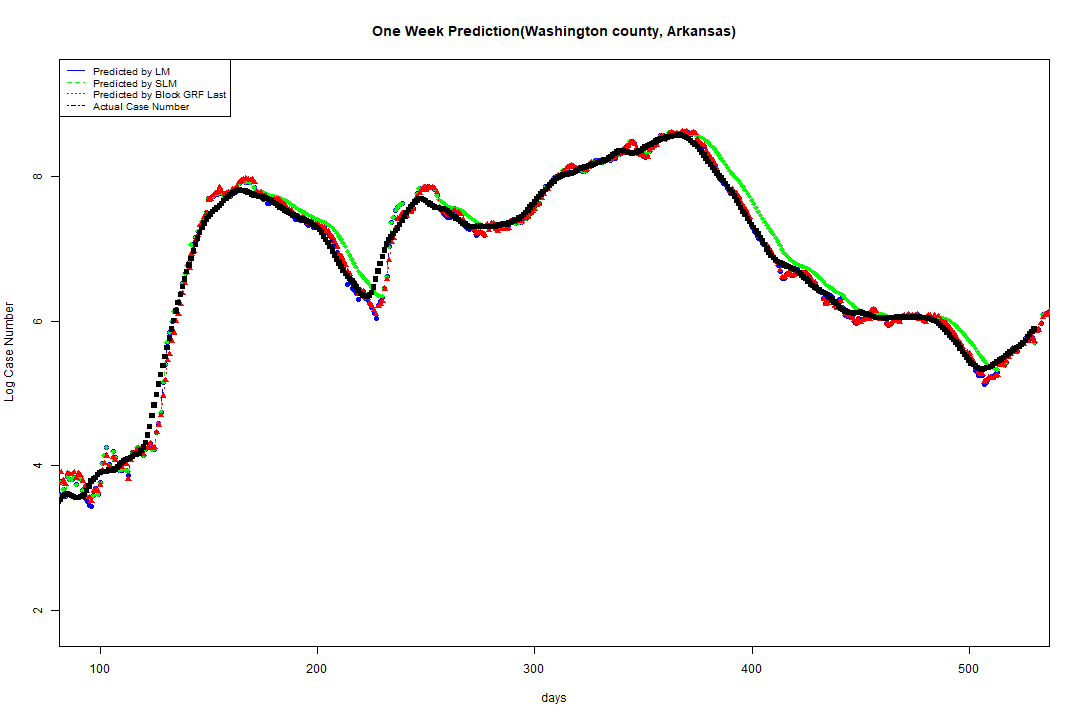 One Week Prediction(Washington county, Arkansas)
Predicted by LM
Predicted by SLM
Predicted by Block GRF Last
Actual Case Number
8
6
4
2
Log Case Number
100 200 300 400 500
days